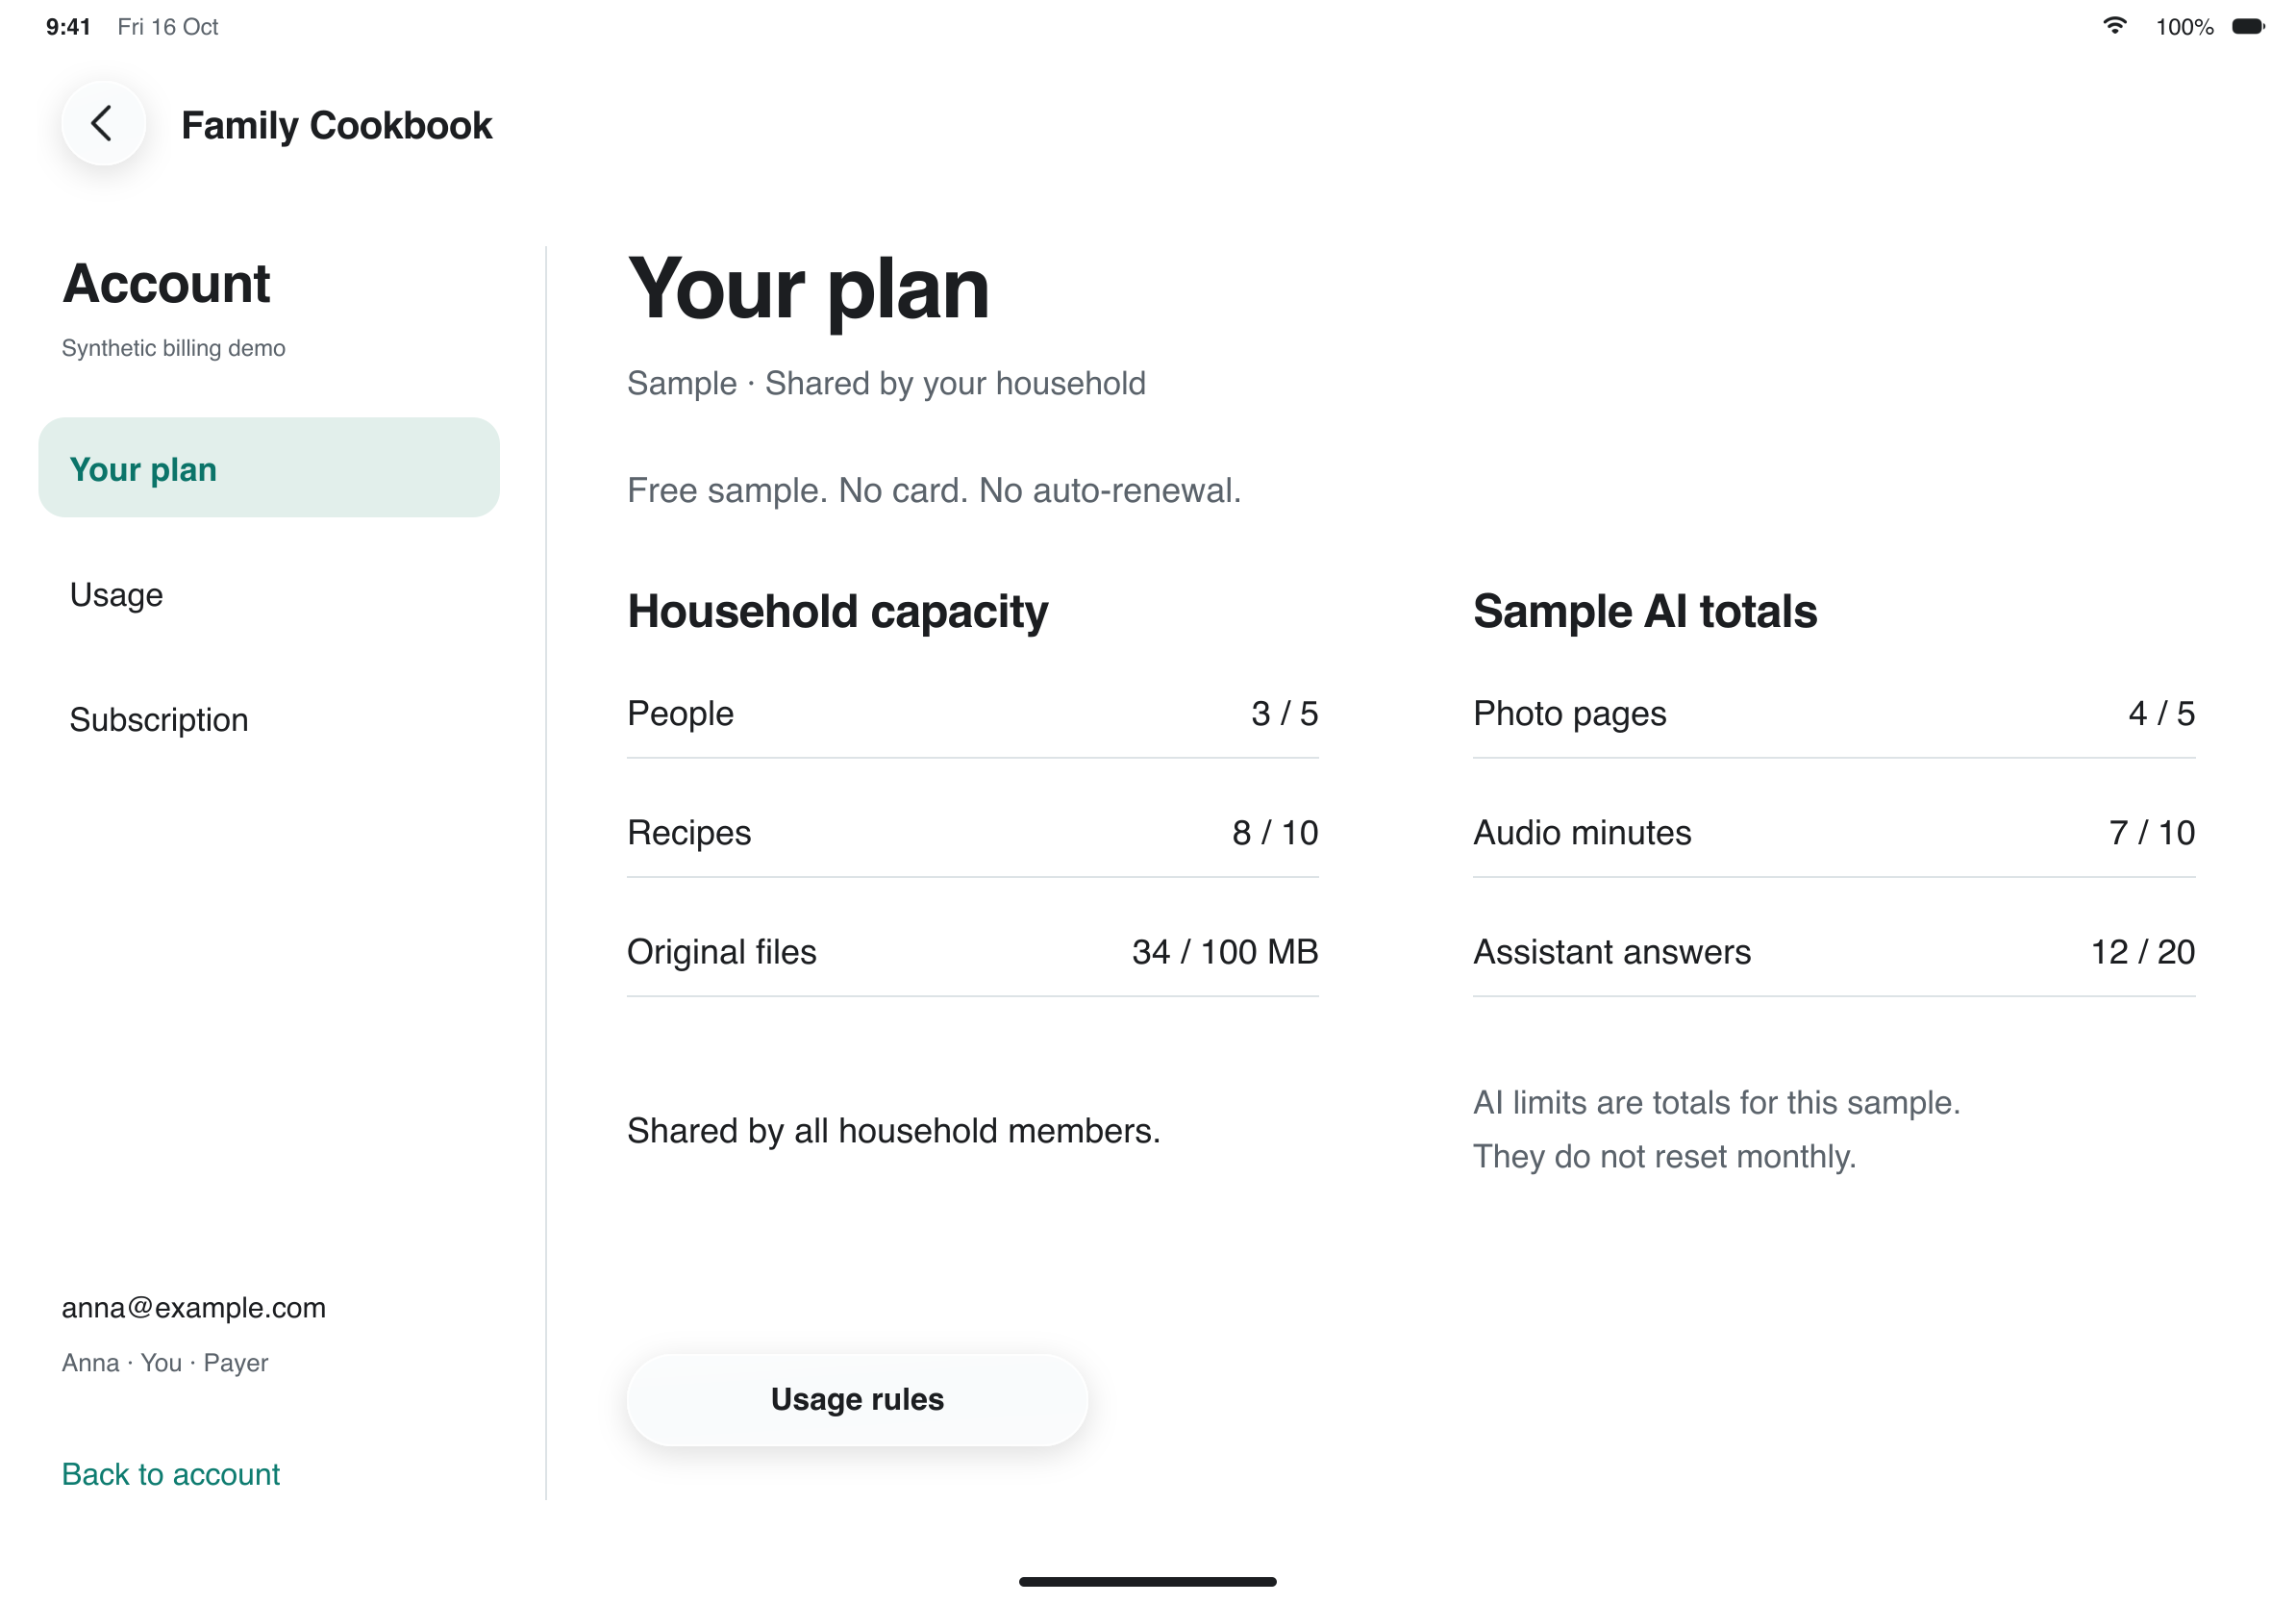 9:41 Fri 16 Oct 100%
Family Cookbook
Account
Synthetic billing demo
Your plan
Usage
Subscription
anna@example.com
Anna · You · Payer
Back to account
Your plan
Sample · Shared by your household
Free sample. No card. No auto-renewal.
Household capacity
People 3 / 5
Recipes 8 / 10
Original files 34 / 100 MB
Shared by all household members.
Sample AI totals
Photo pages 4 / 5
Audio minutes 7 / 10
Assistant answers 12 / 20
AI limits are totals for this sample.
They do not reset monthly.
Usage rules